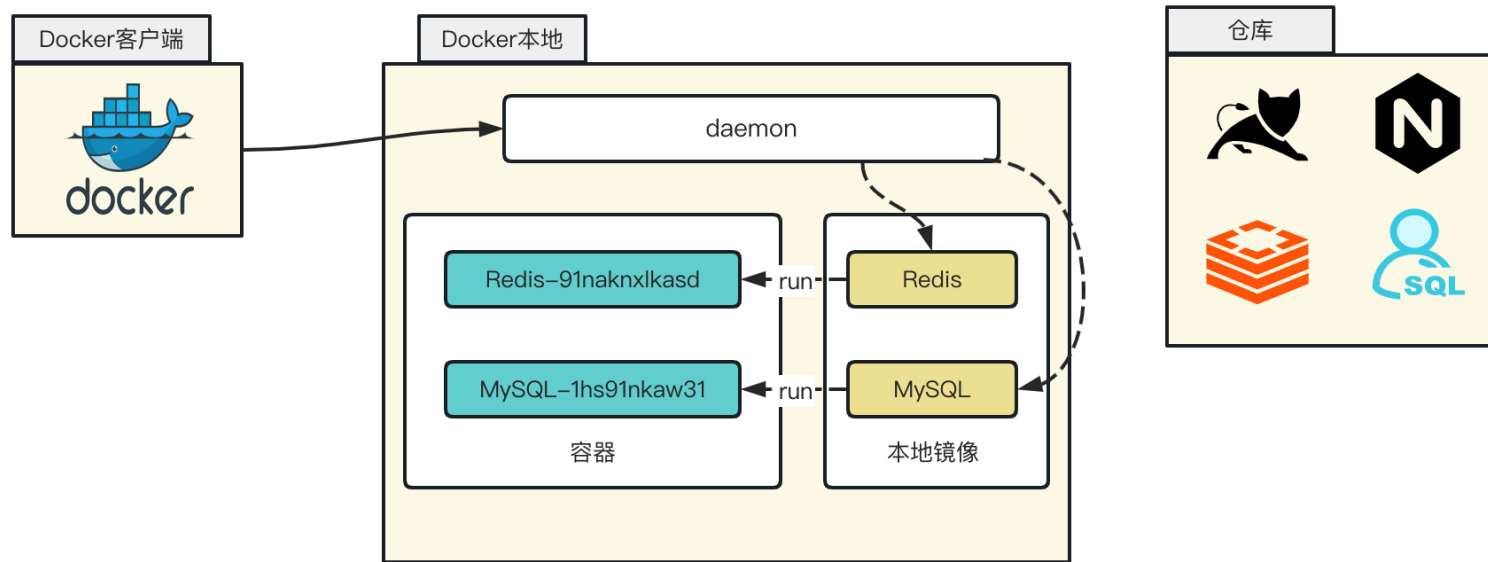 Docker客户端
docker
Docker本地
daemon
Redis-91naknxlkasd
run
Redis
MySQL-1hs91nkaw31
run
MySQL
容器
本地镜像
仓库
N
SQL